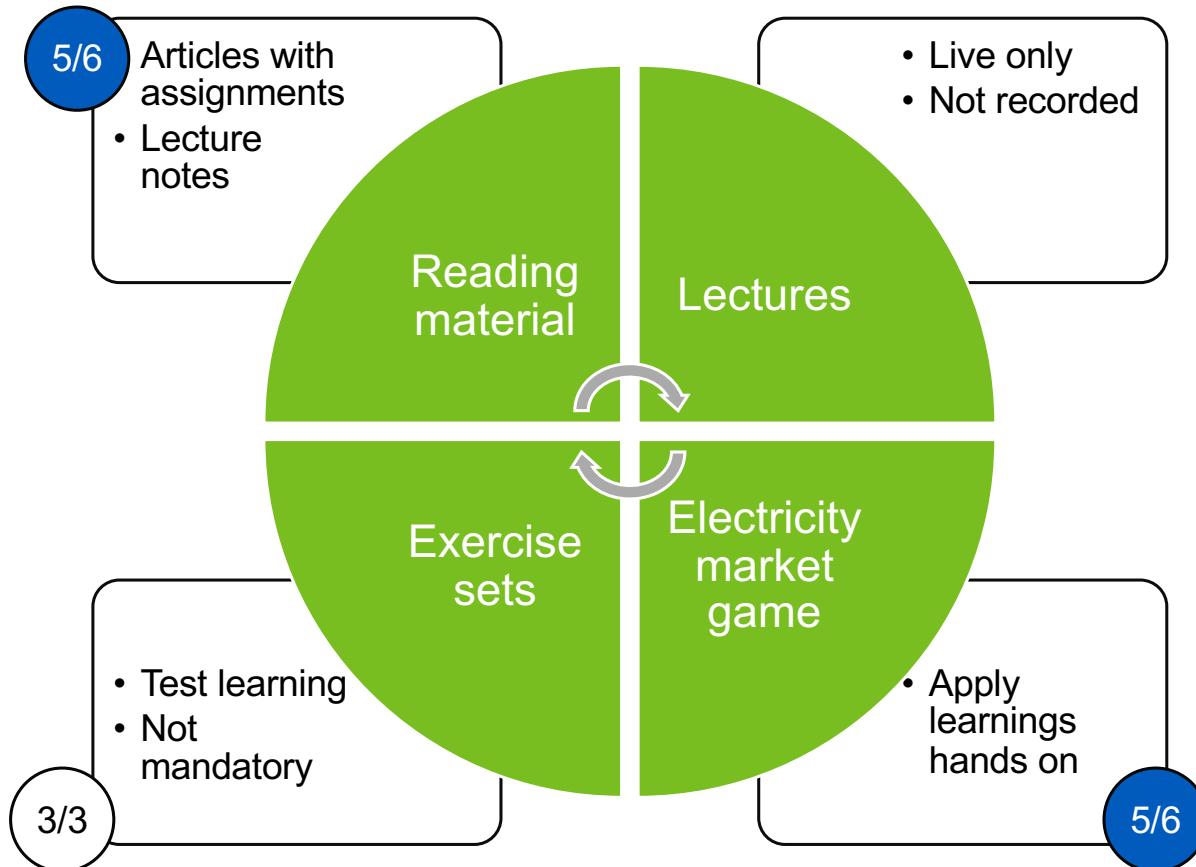 5/6
Articles with
assignments
• Lecture
notes
• Live only
• Not recorded
Reading
material
Lectures
Exercise
sets
Electricity
market
game
• Test learning
• Not
mandatory
3/3
• Apply
learnings
hands on
5/6